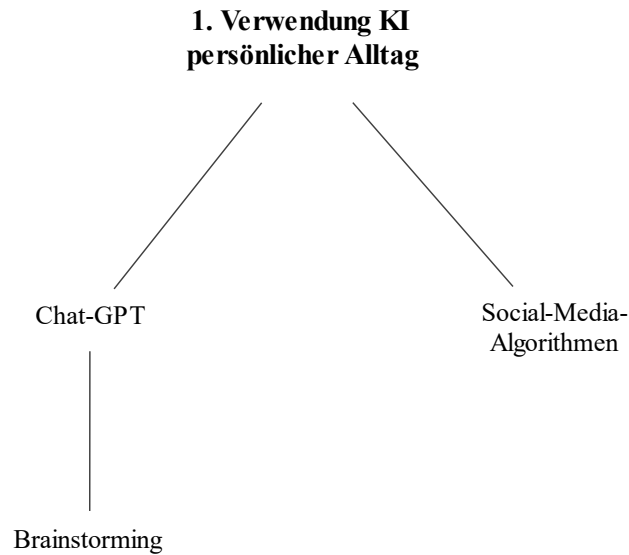 1. Verwendung KI
persönlicher Alltag
Chat-GPT
Social-Media-
Algorithmen
Brainstorming